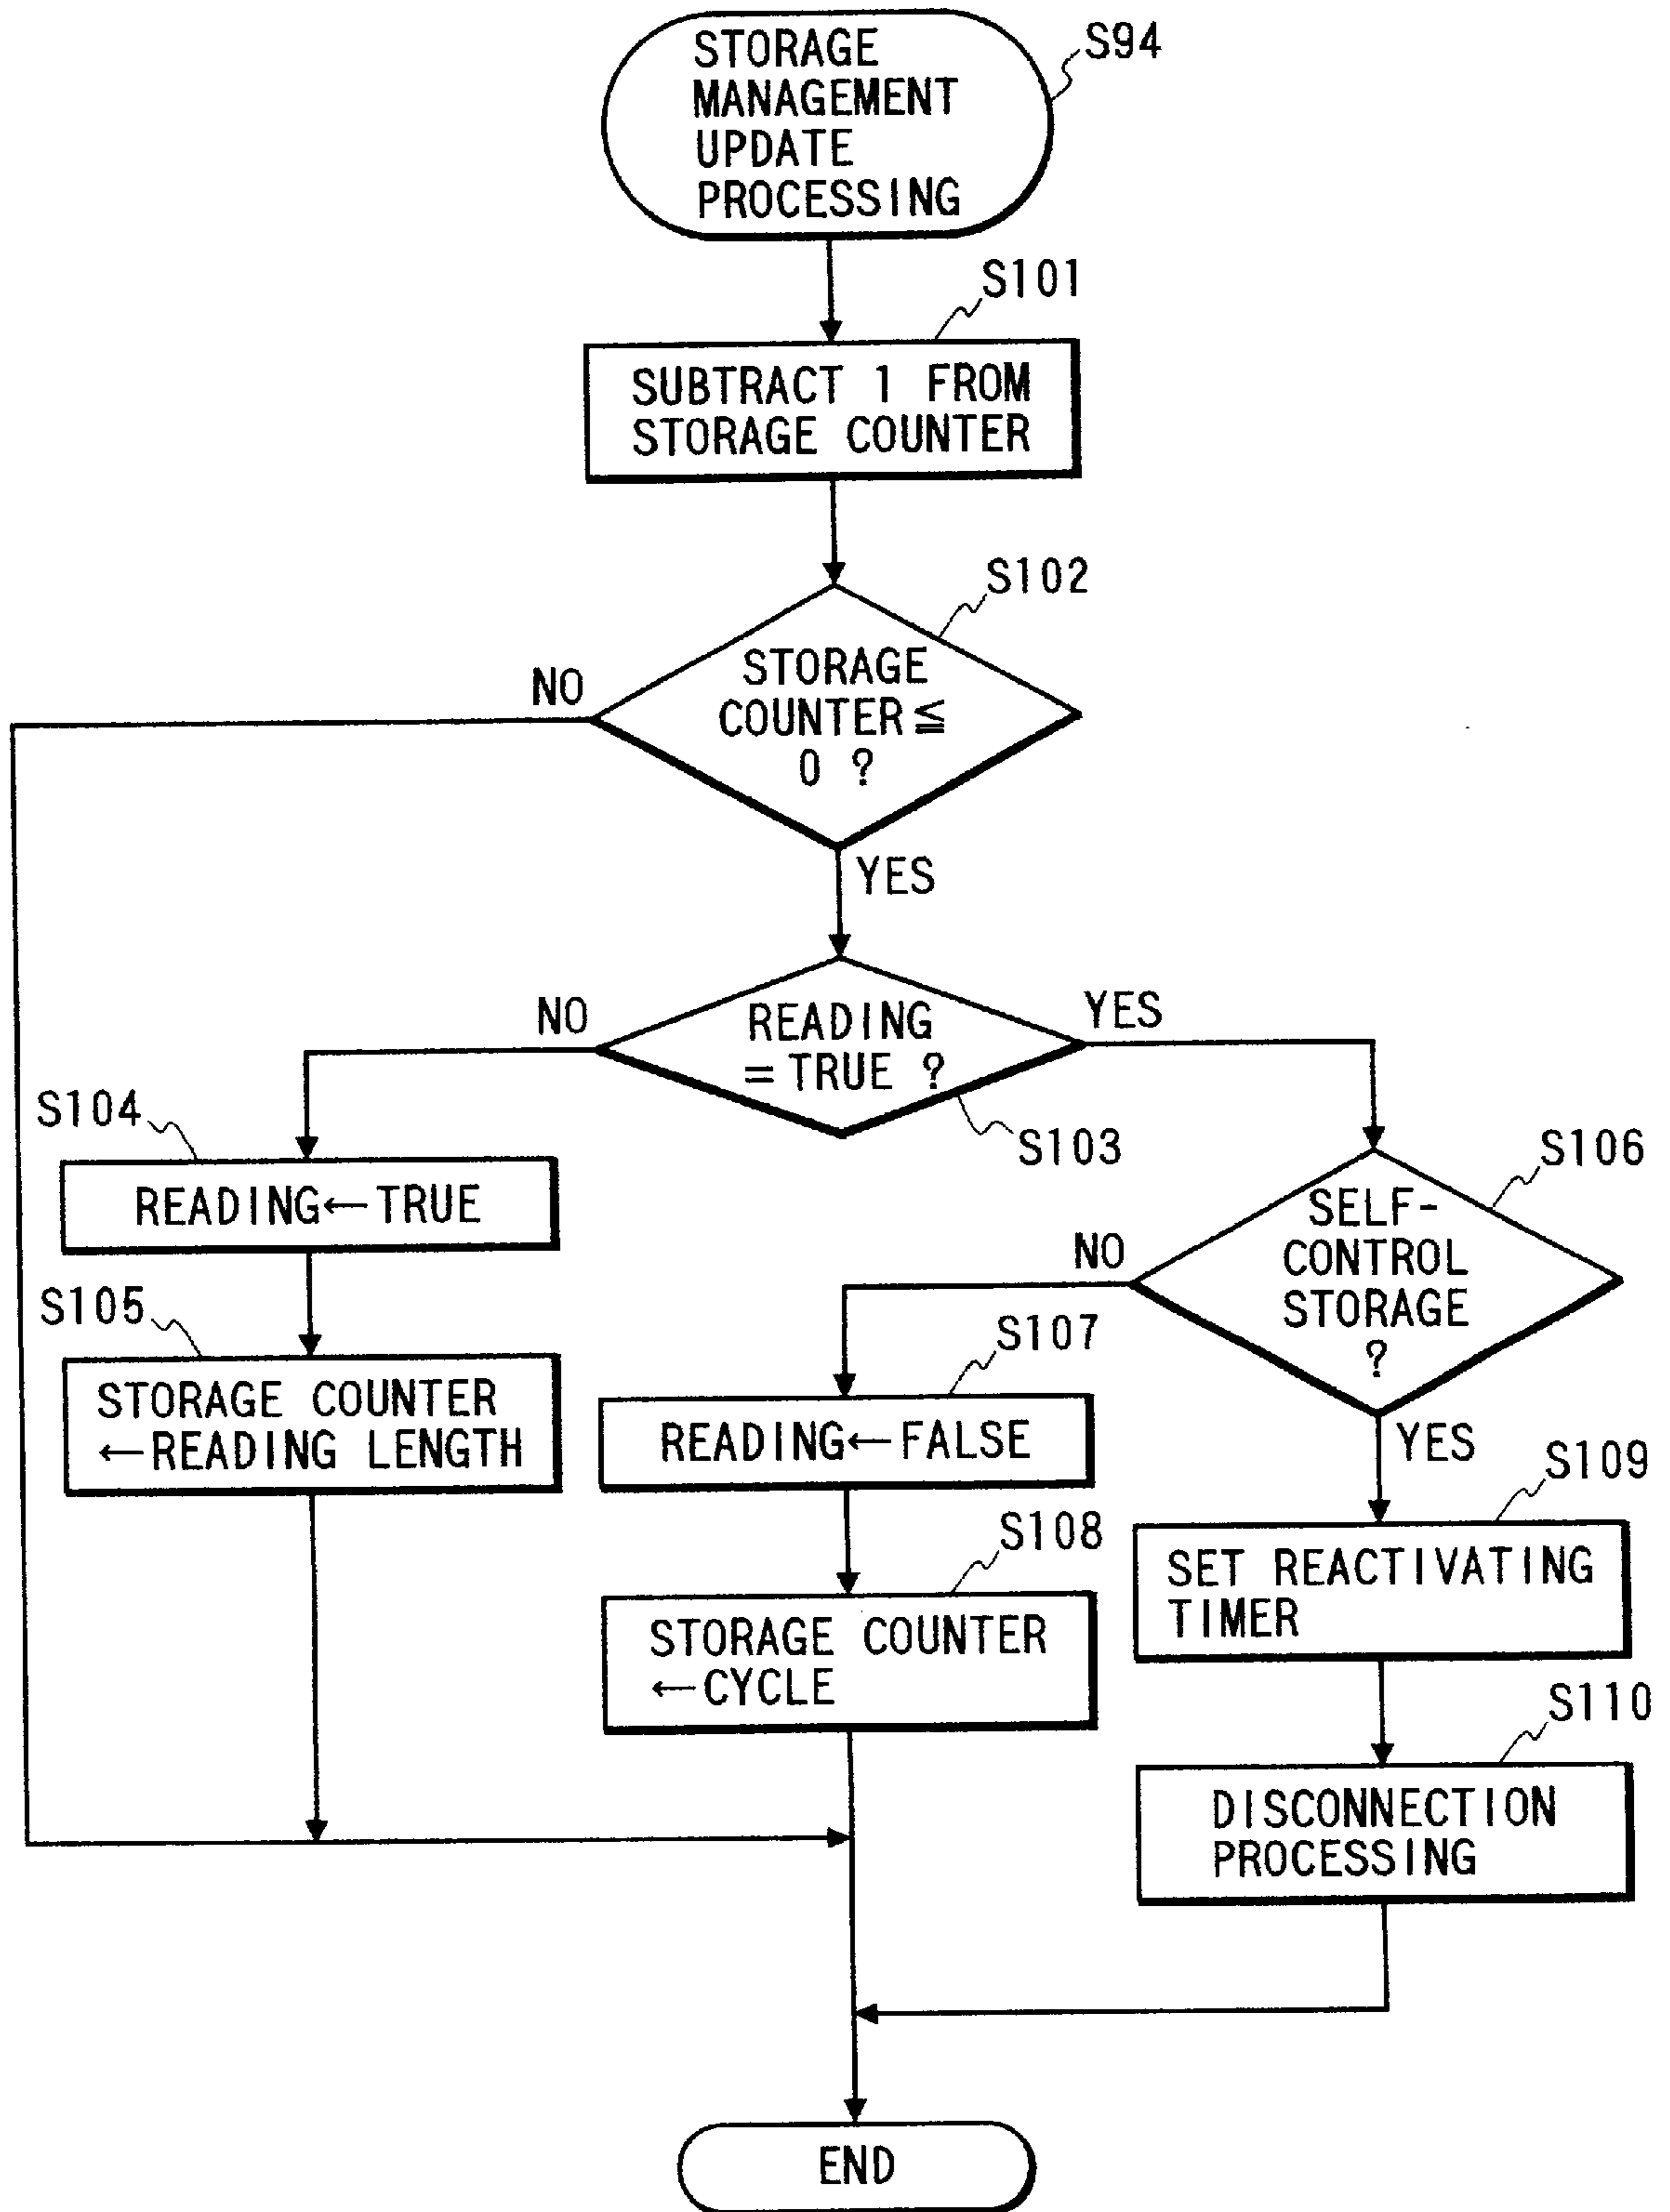 STORAGE
MANAGEMENT
UPDATE
PROCESSING
S94
S101
SUBTRACT 1 FROM
STORAGE COUNTER
S102
STORAGE
COUNTER≦
0 ?
NO
YES
READING
=TRUE ?
NO
YES
S103
S104
READING←TRUE
S105
STORAGE COUNTER
←READING LENGTH
S106
SELF-
CONTROL
STORAGE
?
NO
YES
S107
READING←FALSE
S108
STORAGE COUNTER
←CYCLE
S109
SET REACTIVATING
TIMER
S110
DISCONNECTION
PROCESSING
END